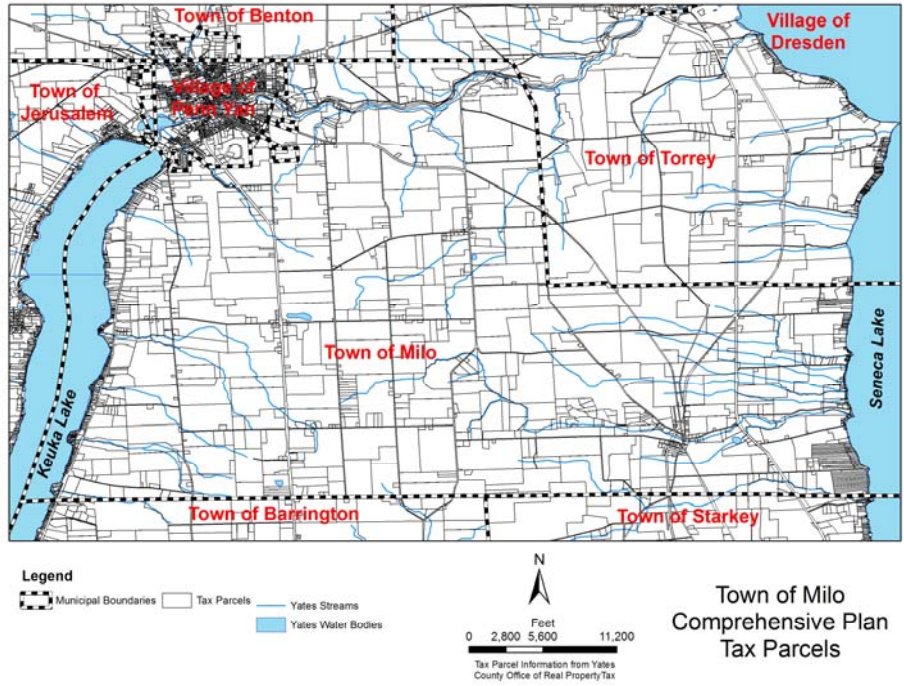 Town of Benton
Village of
Dresden
Town of
Jerusalem
Village of
Penn Yan
Town of Torrey
Town of Milo
Keuka Lake
Seneca Lake
Town of Barrington
Town of Starkey
Legend
Municipal Boundaries
Tax Parcels
Yates Streams
Yates Water Bodies
N
Feet
0 2,800 5,600 11,200
Tax Parcel Information from Yates
County Office of Real PropertyTax
Town of Milo
Comprehensive Plan
Tax Parcels